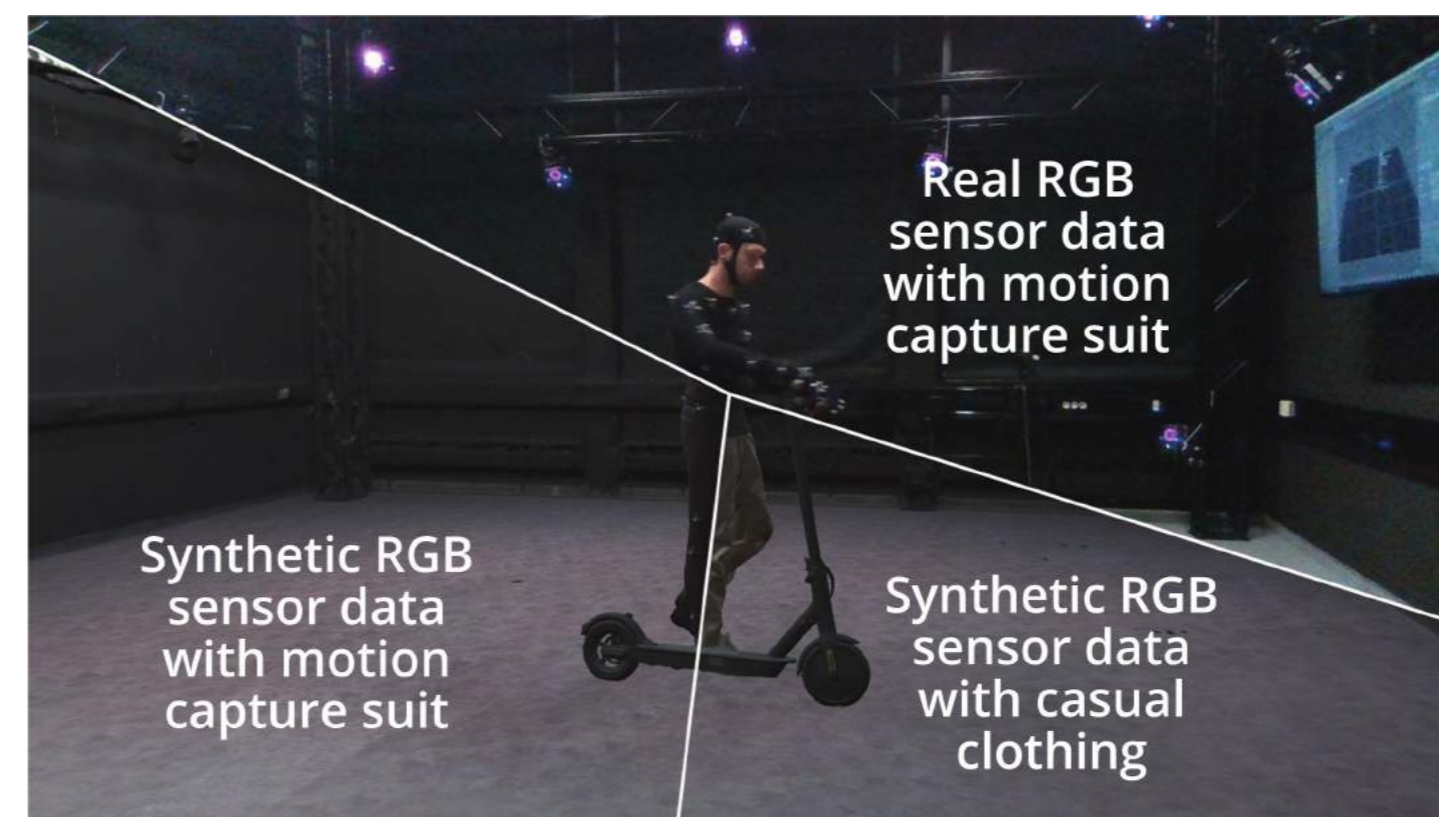 Real RGB
sensor data
with motion
capture suit
Synthetic RGB
sensor data
with motion
capture suit
Synthetic RGB
sensor data
with casual
clothing